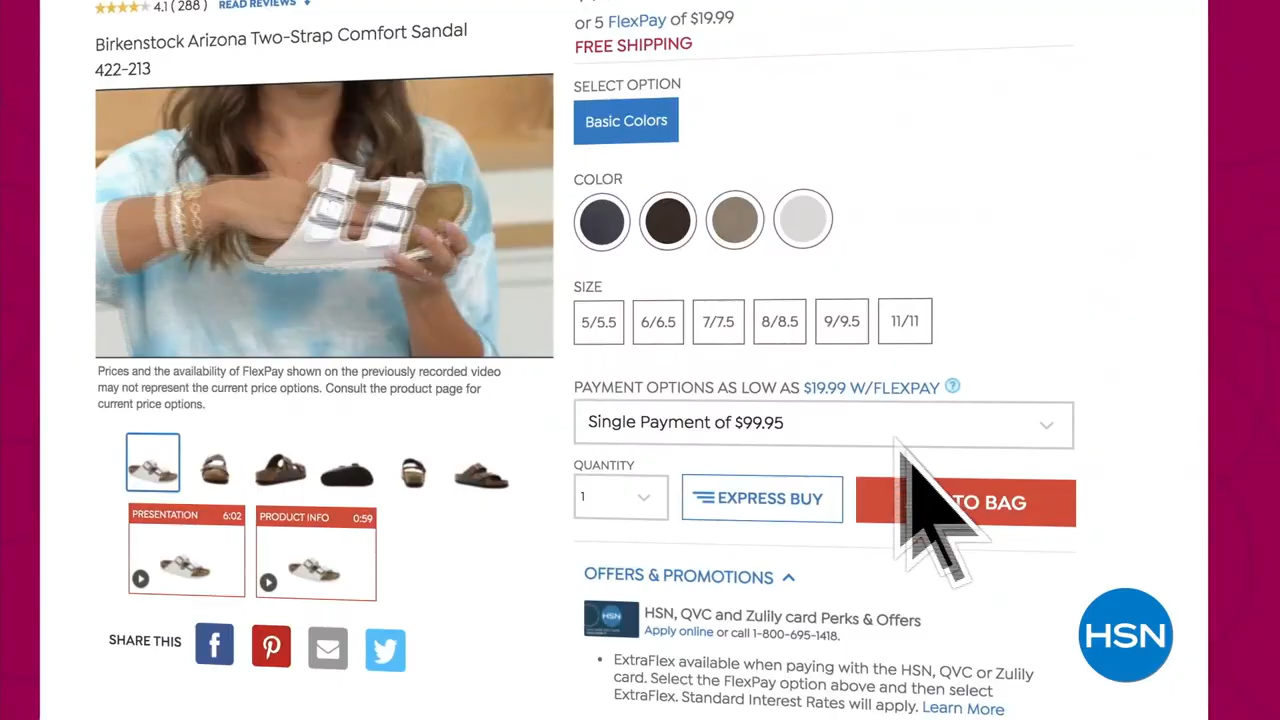 4.1 (288) READ REVIEWS
Birkenstock Arizona Two-Strap Comfort Sandal
422-213
Prices and the availability of FlexPay shown on the previously recorded video
may not represent the current price options. Consult the product page for
current price options.
PRESENTATION 6:02
PRODUCT INFO 0:59
SHARE THIS
or 5 FlexPay of $19.99
FREE SHIPPING
SELECT OPTION
Basic Colors
COLOR
SIZE
5/5.5 6/6.5 7/7.5 8/8.5 9/9.5 11/11
PAYMENT OPTIONS AS LOW AS $19.99 W/FLEXPAY ?
Single Payment of $99.95
QUANTITY
1
EXPRESS BUY
TO BAG
OFFERS & PROMOTIONS
HSN
HSN, QVC and Zulily card Perks & Offers
Apply online or call 1-800-695-1418.
• ExtraFlex available when paying with the HSN, QVC or Zulily
card. Select the FlexPay option above and then select
ExtraFlex. Standard Interest Rates will apply. Learn More
HSN